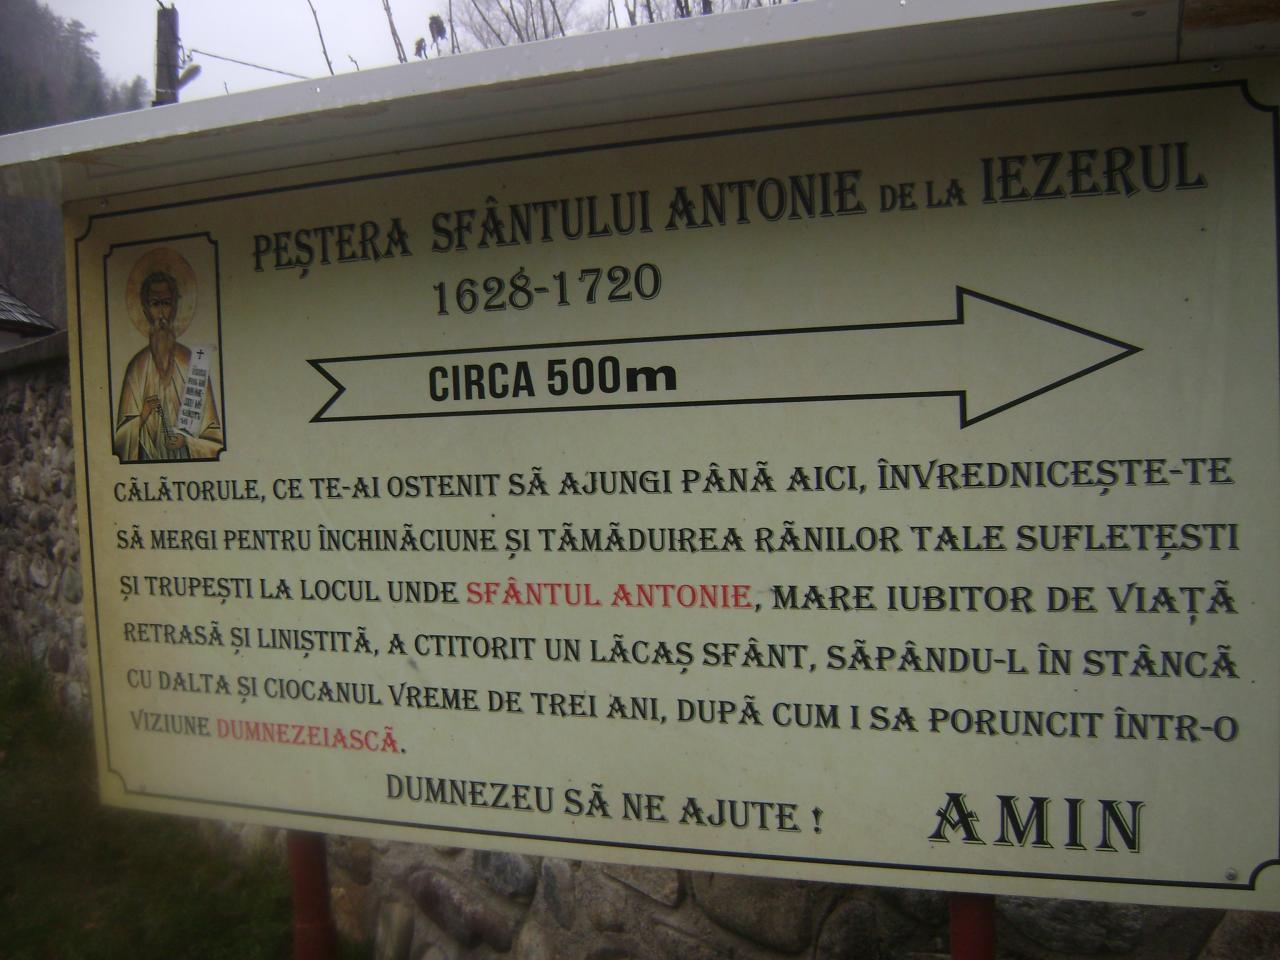 PEȘTERA SFÂNTULUI ANTONIE DE LA IEZERUL
1628-1720
CIRCA 500m
CĂLĂTORULE, CE TE-AI OSTENIT SĂ AJUNGI PÂNĂ AICI, ÎNVREDNICEȘTE-TE
SĂ MERGI PENTRU ÎNCHINĂCIUNE ȘI TĂMĂDUIREA RĂNILOR TALE SUFLETEȘTI
ȘI TRUPEȘTI LA LOCUL UNDE SFÂNTUL ANTONIE, MARE IUBITOR DE VIAȚĂ
RETRASĂ ȘI LINIȘTITĂ, A CTITORIT UN LĂCAȘ SFÂNT, SĂPÂNDU-L ÎN STÂNCĂ
CU DALTA ȘI CIOCANUL VREME DE TREI ANI, DUPĂ CUM I SA PORUNCIT ÎNTR-O
VIZIUNE DUMNEZEIASCĂ.
DUMNEZEU SĂ NE AJUTE ! AMIN